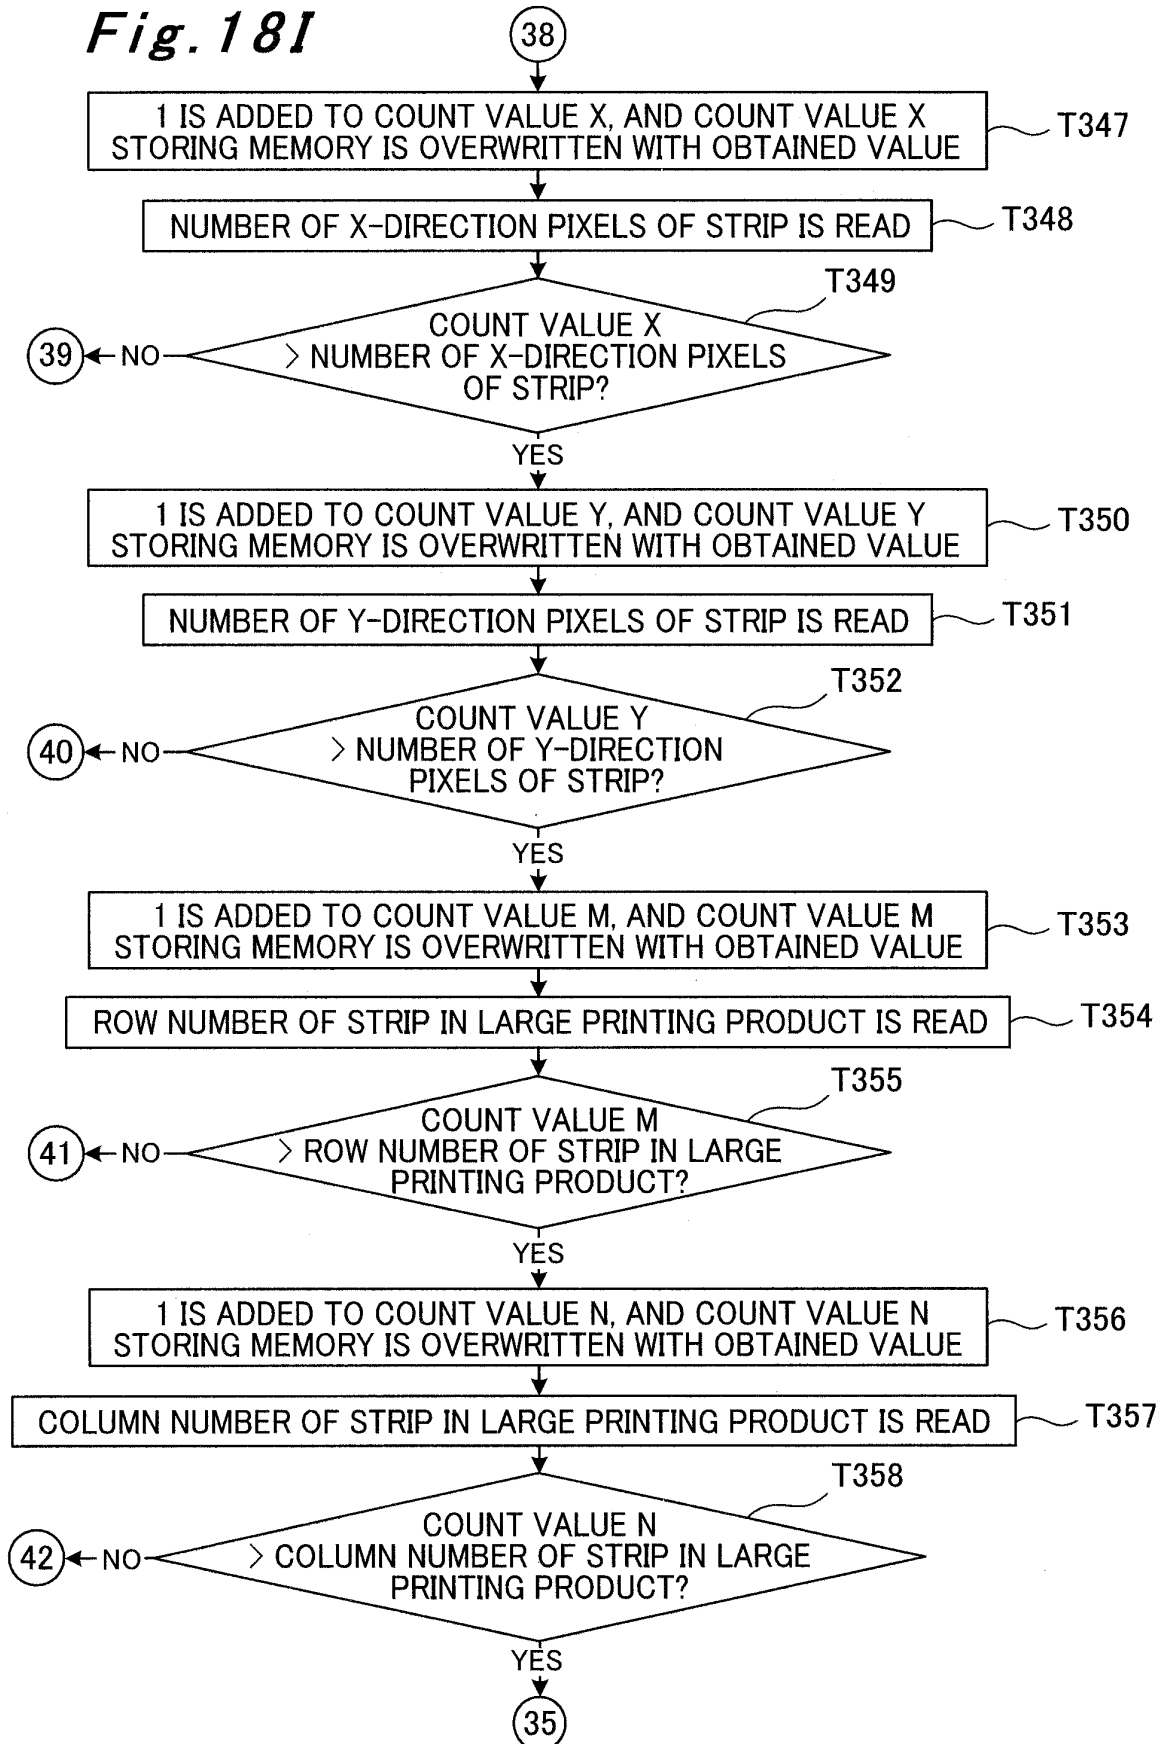 Fig.18I
38
1 IS ADDED TO COUNT VALUE X, AND COUNT VALUE X
STORING MEMORY IS OVERWRITTEN WITH OBTAINED VALUE
T347
NUMBER OF X-DIRECTION PIXELS OF STRIP IS READ
T348
T349
COUNT VALUE X
> NUMBER OF X-DIRECTION PIXELS
OF STRIP?
NO
39
YES
1 IS ADDED TO COUNT VALUE Y, AND COUNT VALUE Y
STORING MEMORY IS OVERWRITTEN WITH OBTAINED VALUE
T350
NUMBER OF Y-DIRECTION PIXELS OF STRIP IS READ
T351
T352
COUNT VALUE Y
> NUMBER OF Y-DIRECTION
PIXELS OF STRIP?
NO
40
YES
1 IS ADDED TO COUNT VALUE M, AND COUNT VALUE M
STORING MEMORY IS OVERWRITTEN WITH OBTAINED VALUE
T353
ROW NUMBER OF STRIP IN LARGE PRINTING PRODUCT IS READ
T354
T355
COUNT VALUE M
> ROW NUMBER OF STRIP IN LARGE
PRINTING PRODUCT?
NO
41
YES
1 IS ADDED TO COUNT VALUE N, AND COUNT VALUE N
STORING MEMORY IS OVERWRITTEN WITH OBTAINED VALUE
T356
COLUMN NUMBER OF STRIP IN LARGE PRINTING PRODUCT IS READ
T357
T358
COUNT VALUE N
> COLUMN NUMBER OF STRIP IN LARGE
PRINTING PRODUCT?
NO
42
YES
35